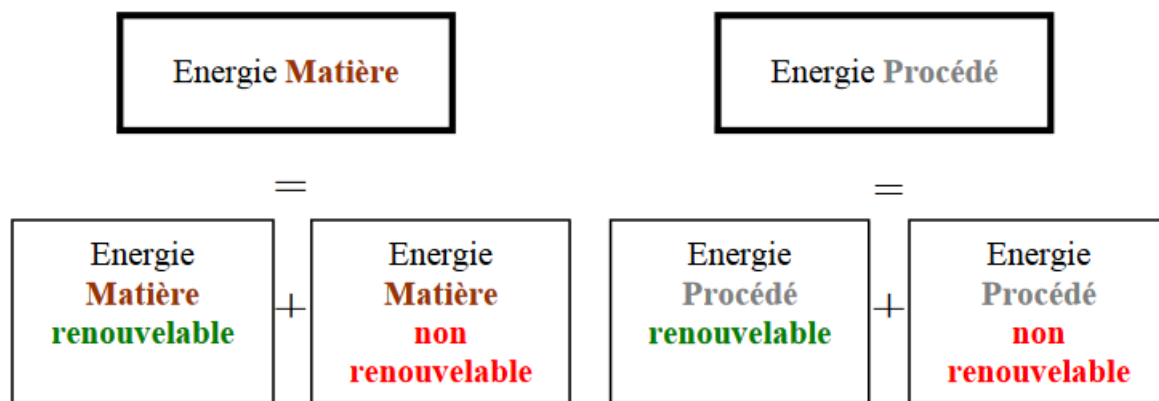 Energie Matière
Energie Procédé
=
=
Energie
Matière
renouvelable
+
Energie
Matière
non
renouvelable
Energie
Procédé
renouvelable
+
Energie
Procédé
non
renouvelable